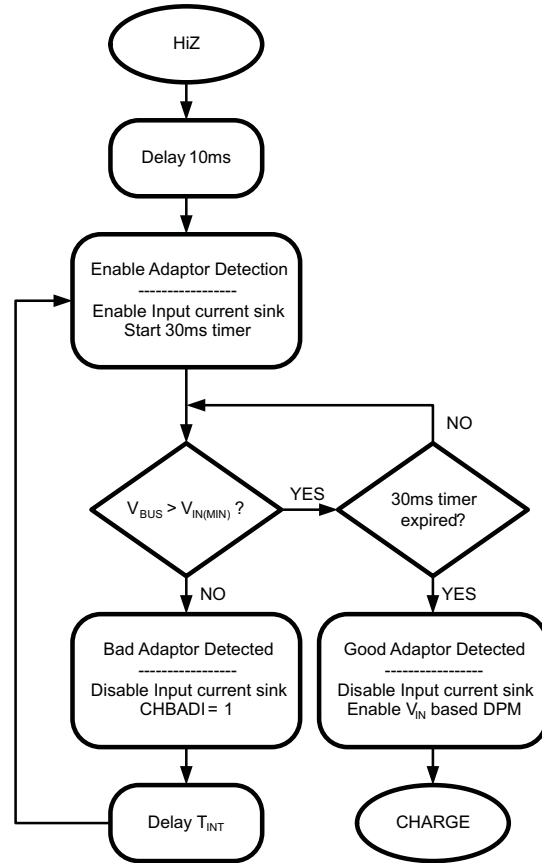 HiZ
Delay 10ms
Enable Adaptor Detection
-----------------
Enable Input current sink
Start 30ms timer
NO
V_BUS > V_IN(MIN) ?
YES
30ms timer
expired?
NO
YES
Bad Adaptor Detected
-----------------
Disable Input current sink
CHBADI = 1
Good Adaptor Detected
-----------------
Disable Input current sink
Enable V_IN based DPM
Delay T_INT
CHARGE